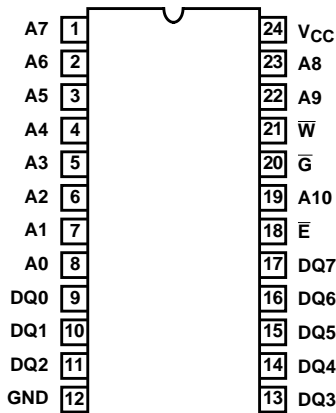 A7 1 24 VCC
A6 2 23 A8
A5 3 22 A9
A4 4 21 W̅
A3 5 20 G̅
A2 6 19 A10
A1 7 18 E̅
A0 8 17 DQ7
DQ0 9 16 DQ6
DQ1 10 15 DQ5
DQ2 11 14 DQ4
GND 12 13 DQ3